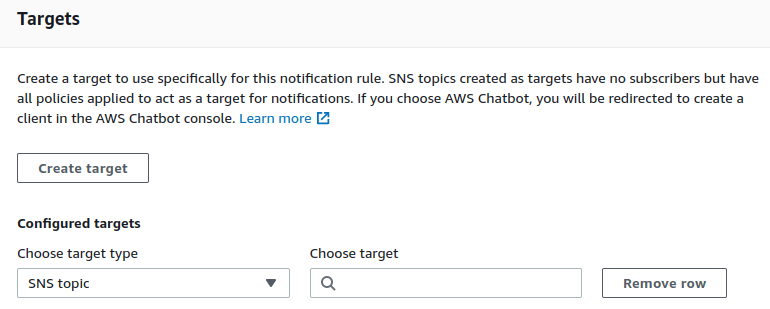 Targets
Create a target to use specifically for this notification rule. SNS topics created as targets have no subscribers but have
all policies applied to act as a target for notifications. If you choose AWS Chatbot, you will be redirected to create a
client in the AWS Chatbot console. Learn more
Create target
Configured targets
Choose target type
Choose target
SNS topic
Remove row